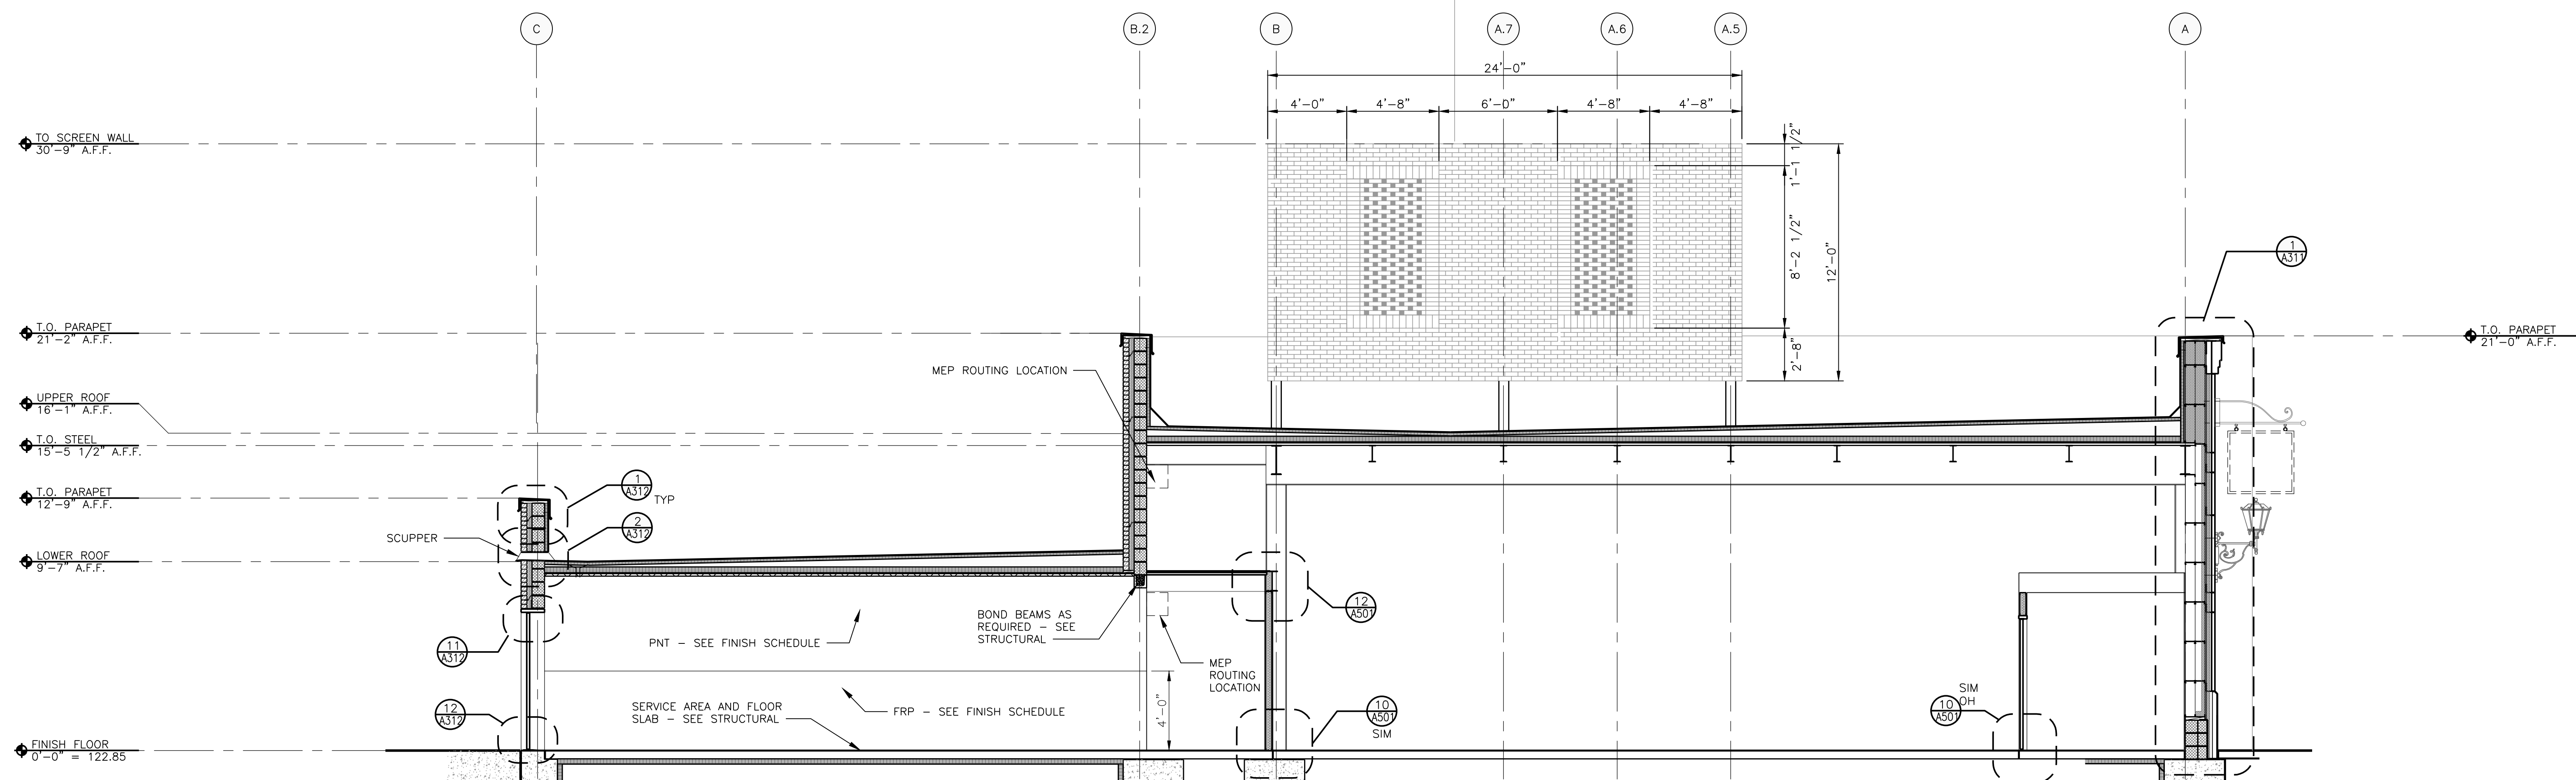 C
B.2
B
A.7
A.6
A.5
A
24'-0"
4'-0"
4'-8"
6'-0"
4'-8"
4'-8"
TO SCREEN WALL
30'-9" A.F.F.
1'-1 1/2"
8'-2 1/2"
12'-0"
2'-8"
1
A311
T.O. PARAPET
21'-2" A.F.F.
T.O. PARAPET
21'-0" A.F.F.
MEP ROUTING LOCATION
UPPER ROOF
16'-1" A.F.F.
T.O. STEEL
15'-5 1/2" A.F.F.
T.O. PARAPET
12'-9" A.F.F.
1
A312
TYP
2
A312
SCUPPER
LOWER ROOF
9'-7" A.F.F.
12
A501
BOND BEAMS AS
REQUIRED - SEE
STRUCTURAL
PNT - SEE FINISH SCHEDULE
11
A312
MEP
ROUTING
LOCATION
4'-0"
SERVICE AREA AND FLOOR
SLAB - SEE STRUCTURAL
FRP - SEE FINISH SCHEDULE
12
A312
10
A501
SIM
SIM
OH
10
A501
FINISH FLOOR
0'-0" = 122.85